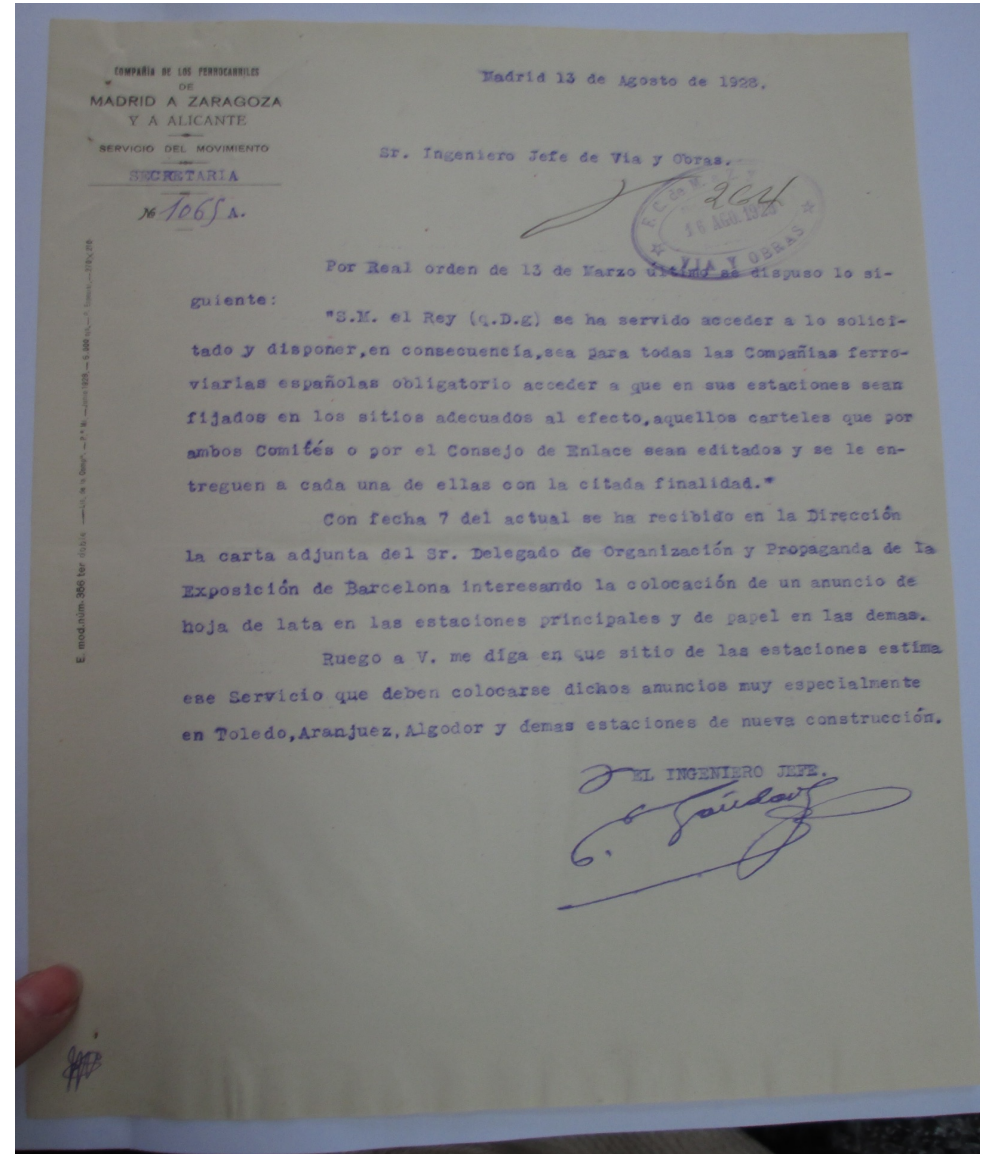 COMPAÑIA DE LOS FERROCARRILES
DE
MADRID A ZARAGOZA
Y A ALICANTE
SERVICIO DEL MOVIMIENTO
SECRETARIA
№ 1065 A.
Madrid 13 de Agosto de 1928.
Sr. Ingeniero Jefe de Via y Obras.
264
F. C. de M.
16 AGO. 1928
VIA Y OBRAS
Por Real orden de 13 de Marzo último se dispuso lo si-
guiente:
"S.M. el Rey (q.D.g) se ha servido acceder a lo solici-
tado y disponer,en consecuencia,sea para todas las Compañias ferro-
viarias españolas obligatorio acceder a que en sus estaciones sean
fijados en los sitios adecuados al efecto,aquellos carteles que por
ambos Comités o por el Consejo de Enlace sean editados y se le en-
treguen a cada una de ellas con la citada finalidad."
Con fecha 7 del actual se ha recibido en la Dirección
la carta adjunta del Sr. Delegado de Organización y Propaganda de la
Exposición de Barcelona interesando la colocación de un anuncio de
hoja de lata en las estaciones principales y de papel en las demas.
Ruego a V. me diga en que sitio de las estaciones estima
ese Servicio que deben colocarse dichos anuncios muy especialmente
en Toledo,Aranjuez,Algodor y demas estaciones de nueva construcción.
EL INGENIERO JEFE.
E. mod. núm. 366 ter